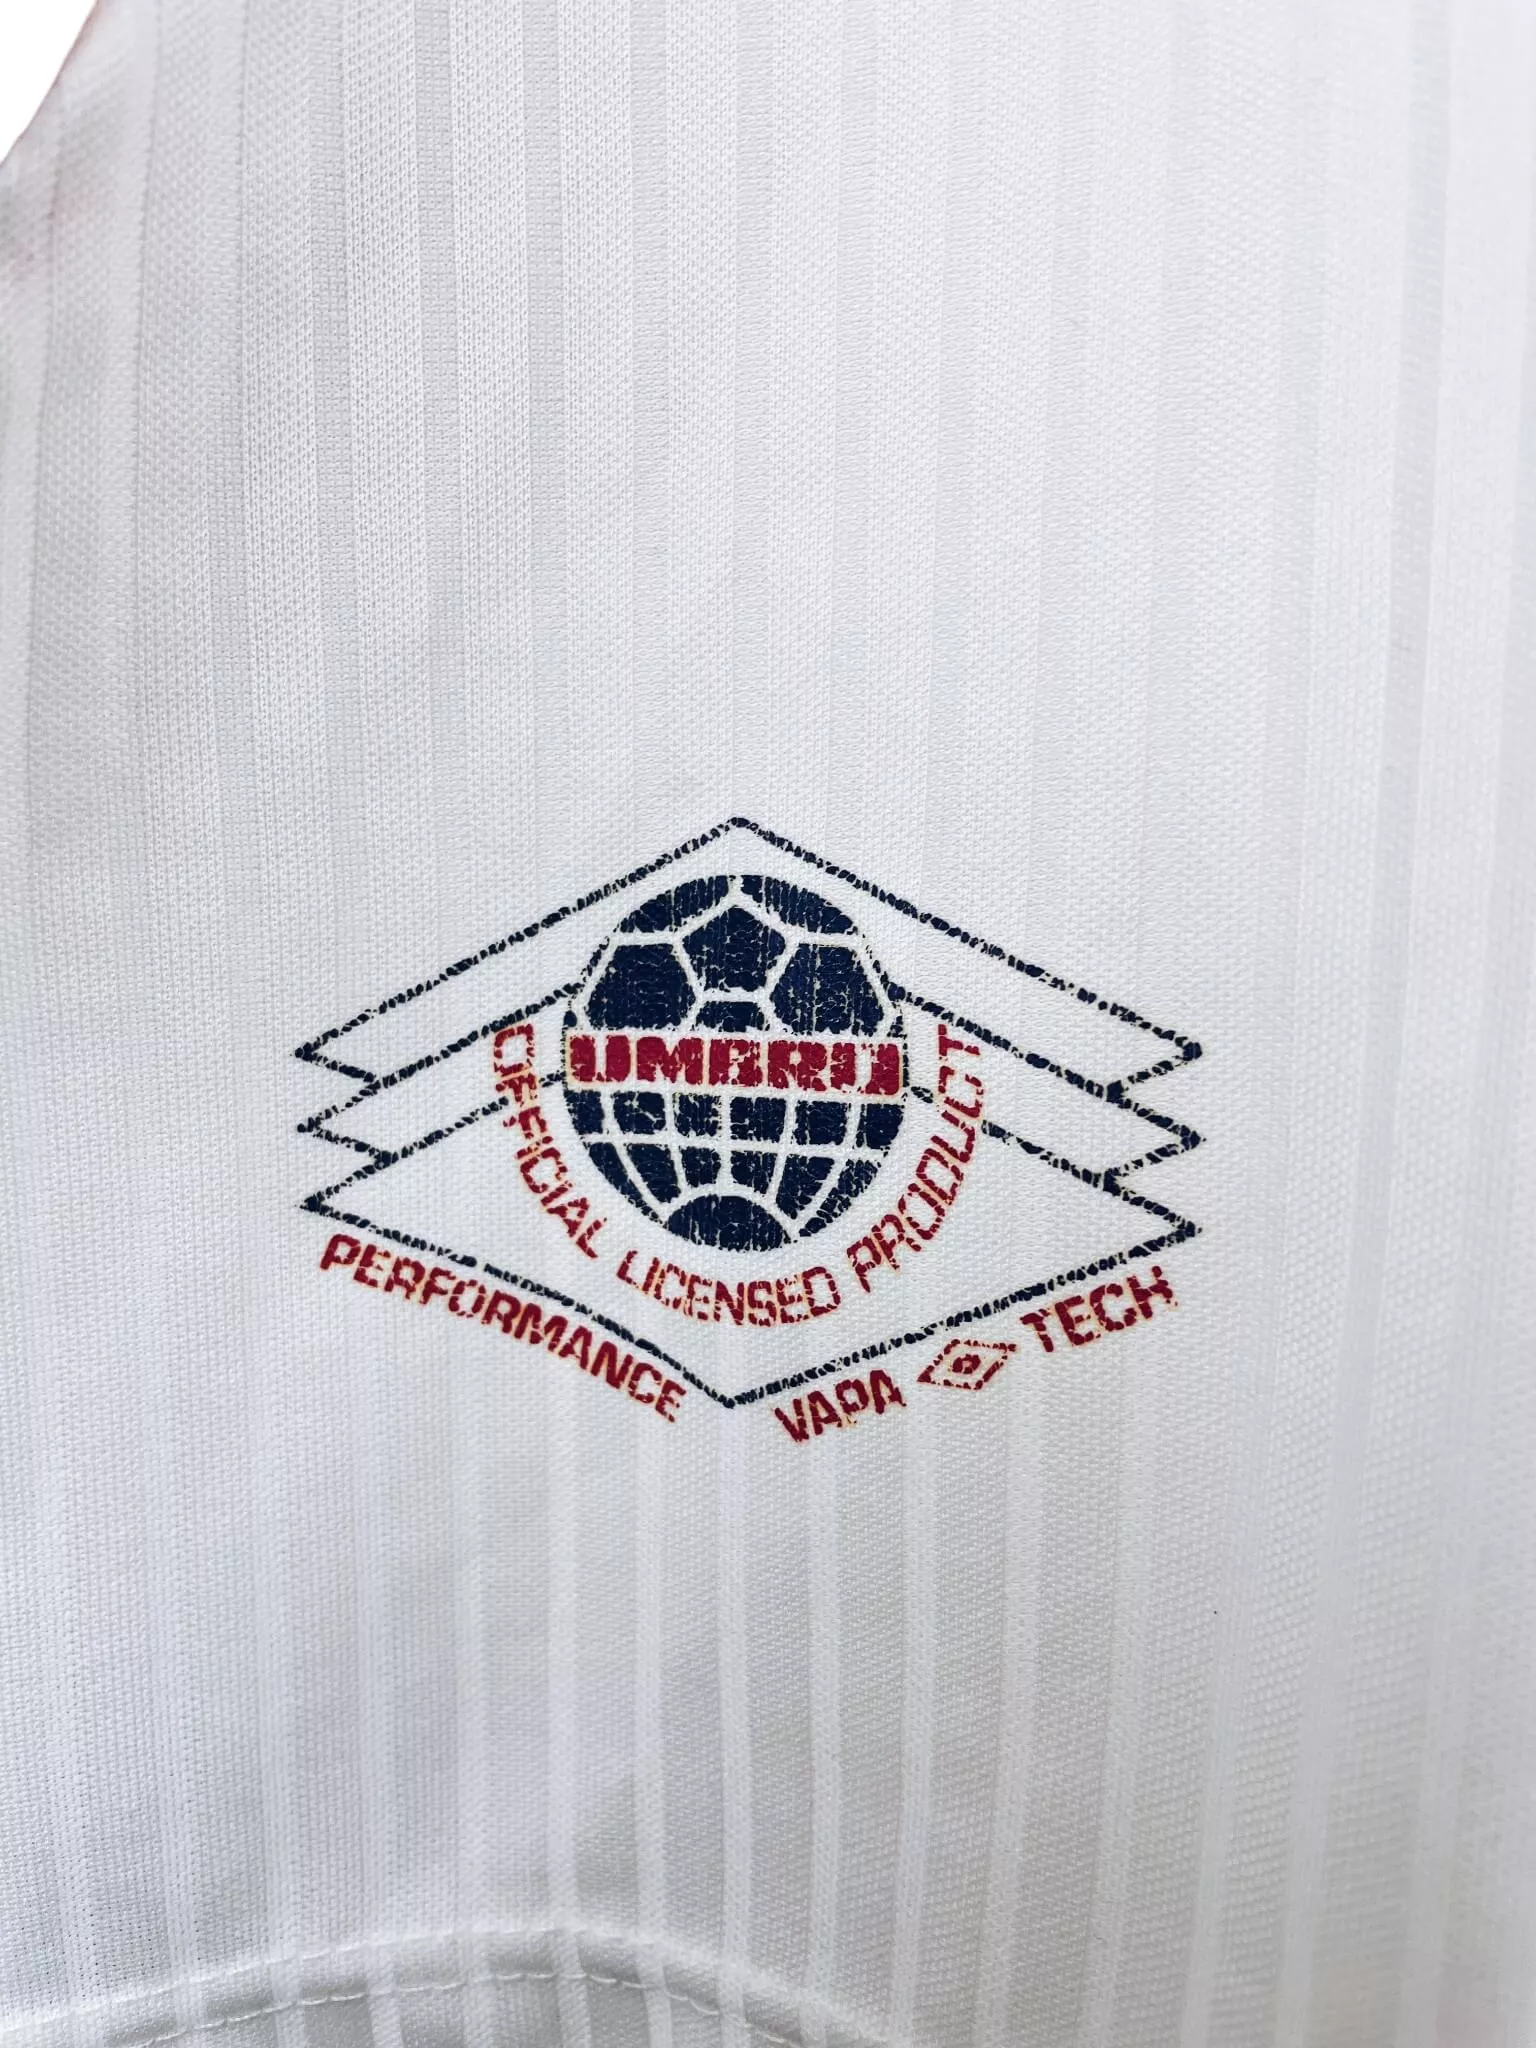 UMBRO
OFFICIAL LICENSED PRODUCT
PERFORMANCE
VAPA TECH